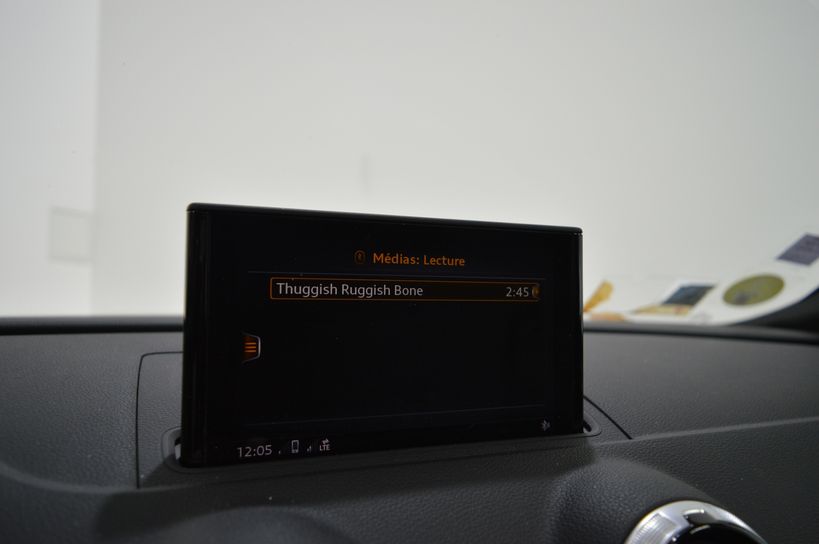 Médias: Lecture
Thuggish Ruggish Bone 2:45
12:05 LTE